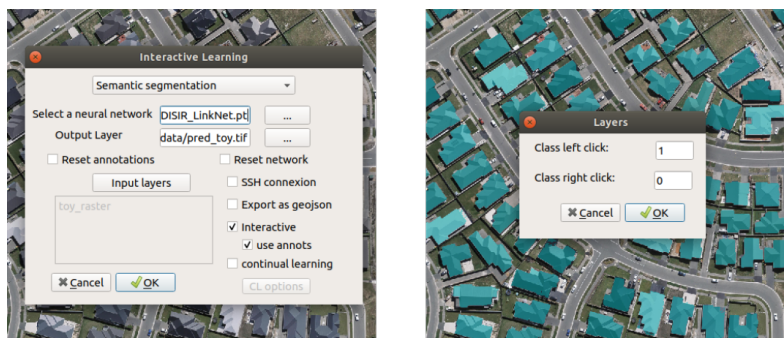 Interactive Learning
Semantic segmentation
Select a neural network DISIR_LinkNet.pt ...
Output Layer data/pred_toy.tif ...
Reset annotations Reset network
Input layers SSH connexion
toy_raster Export as geojson
Interactive
use annots
continual learning
Cancel OK CL options
Layers
Class left click: 1
Class right click: 0
Cancel OK